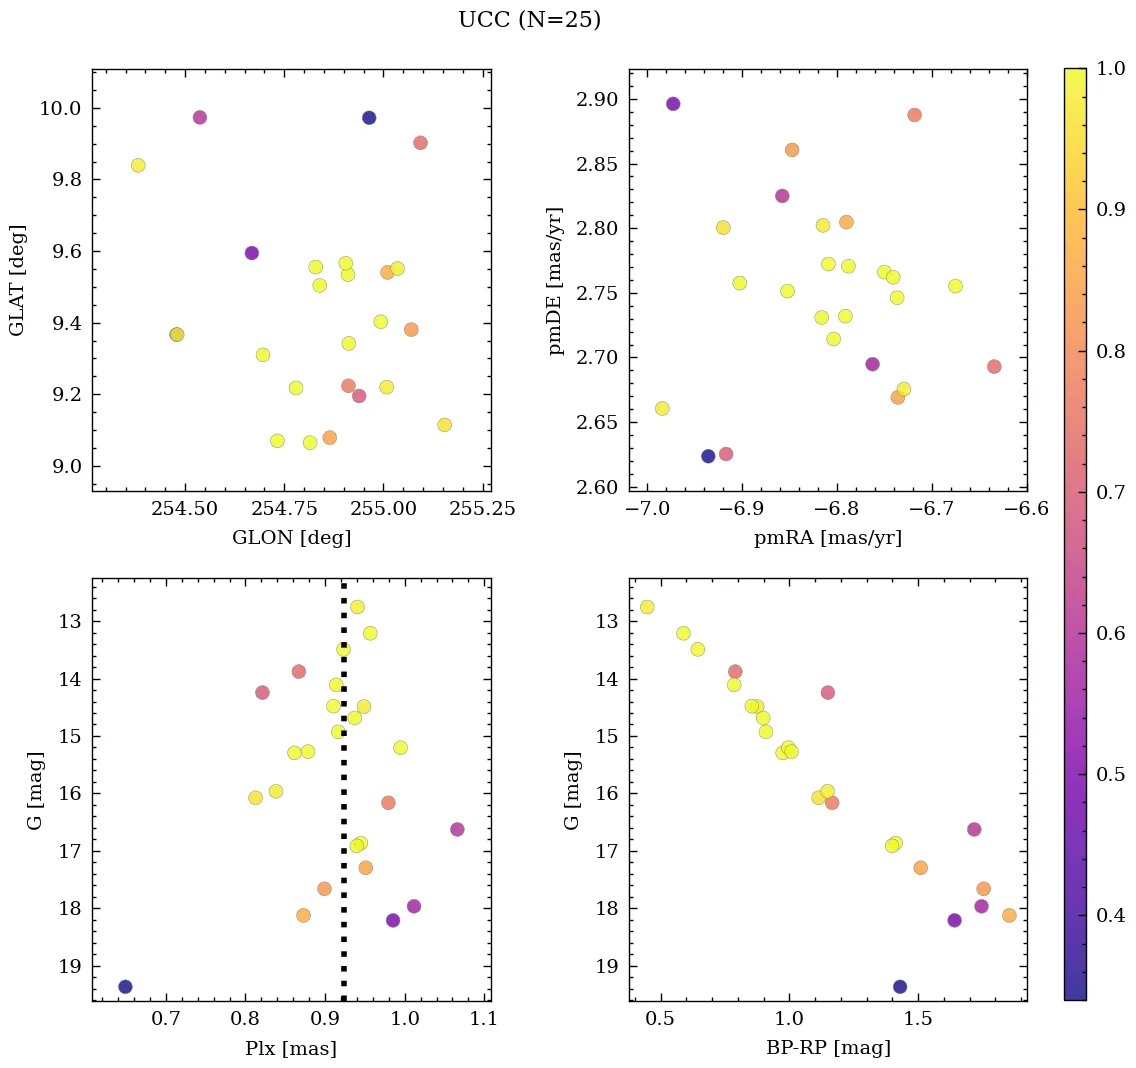 UCC (N=25)
10.0
9.8
9.6
9.4
9.2
9.0
GLAT [deg]
254.50 254.75 255.00 255.25
GLON [deg]
2.90
2.85
2.80
2.75
2.70
2.65
2.60
pmDE [mas/yr]
−7.0 −6.9 −6.8 −6.7 −6.6
pmRA [mas/yr]
13
14
15
16
17
18
19
G [mag]
0.7 0.8 0.9 1.0 1.1
Plx [mas]
13
14
15
16
17
18
19
G [mag]
0.5 1.0 1.5
BP-RP [mag]
1.0
0.9
0.8
0.7
0.6
0.5
0.4